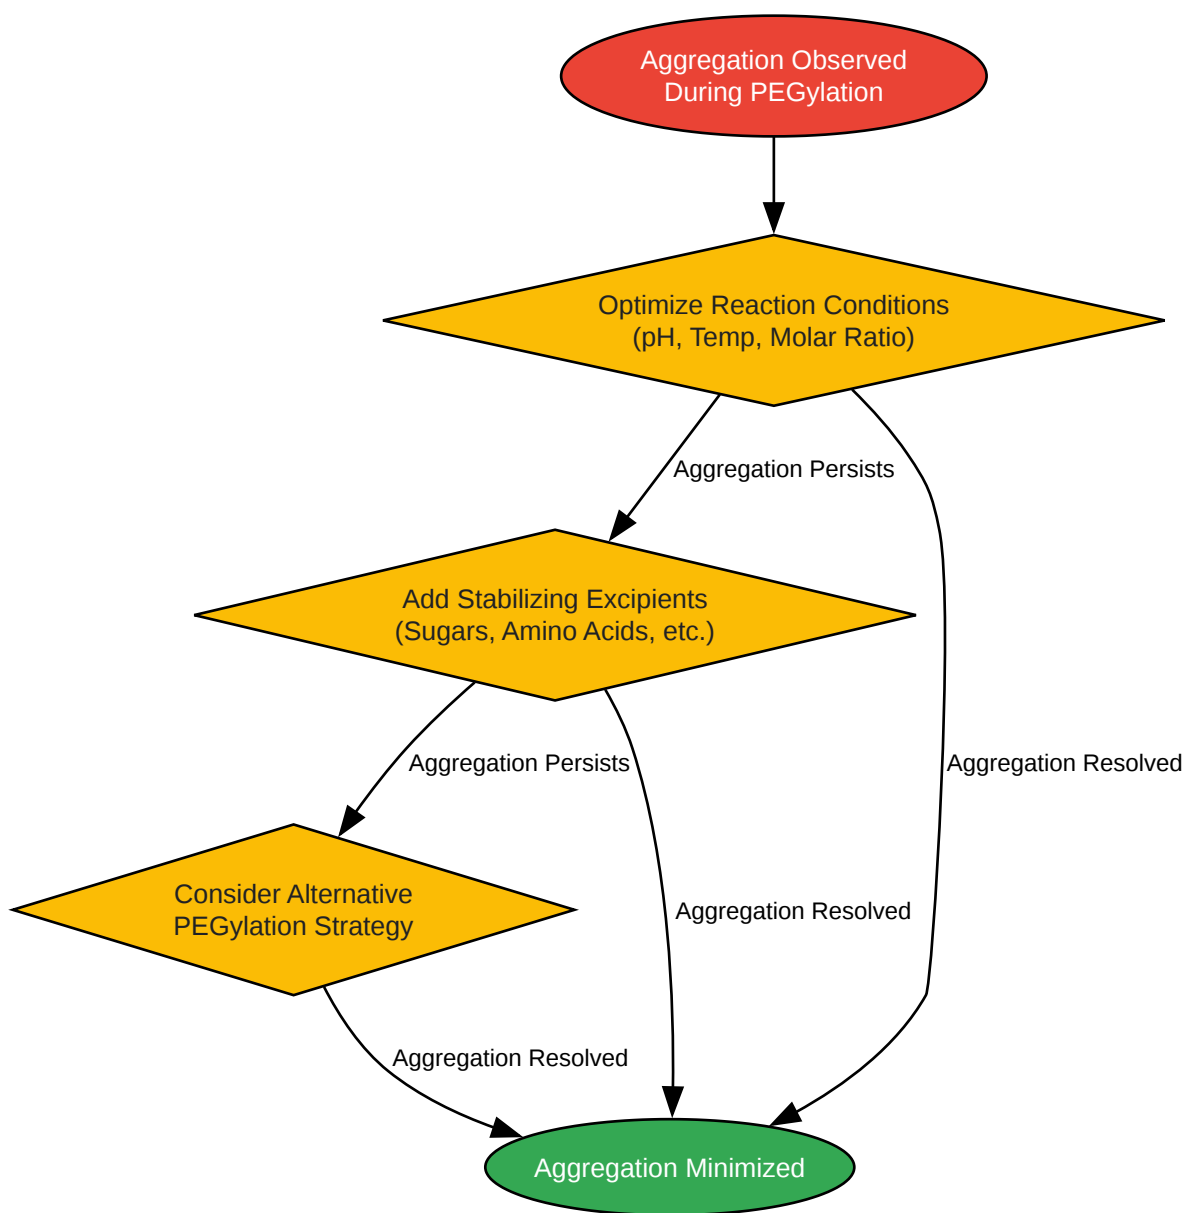 Aggregation Observed
During PEGylation
Optimize Reaction Conditions
(pH, Temp, Molar Ratio)
Aggregation Persists
Add Stabilizing Excipients
(Sugars, Amino Acids, etc.)
Aggregation Persists
Aggregation Resolved
Consider Alternative
PEGylation Strategy
Aggregation Resolved
Aggregation Resolved
Aggregation Minimized